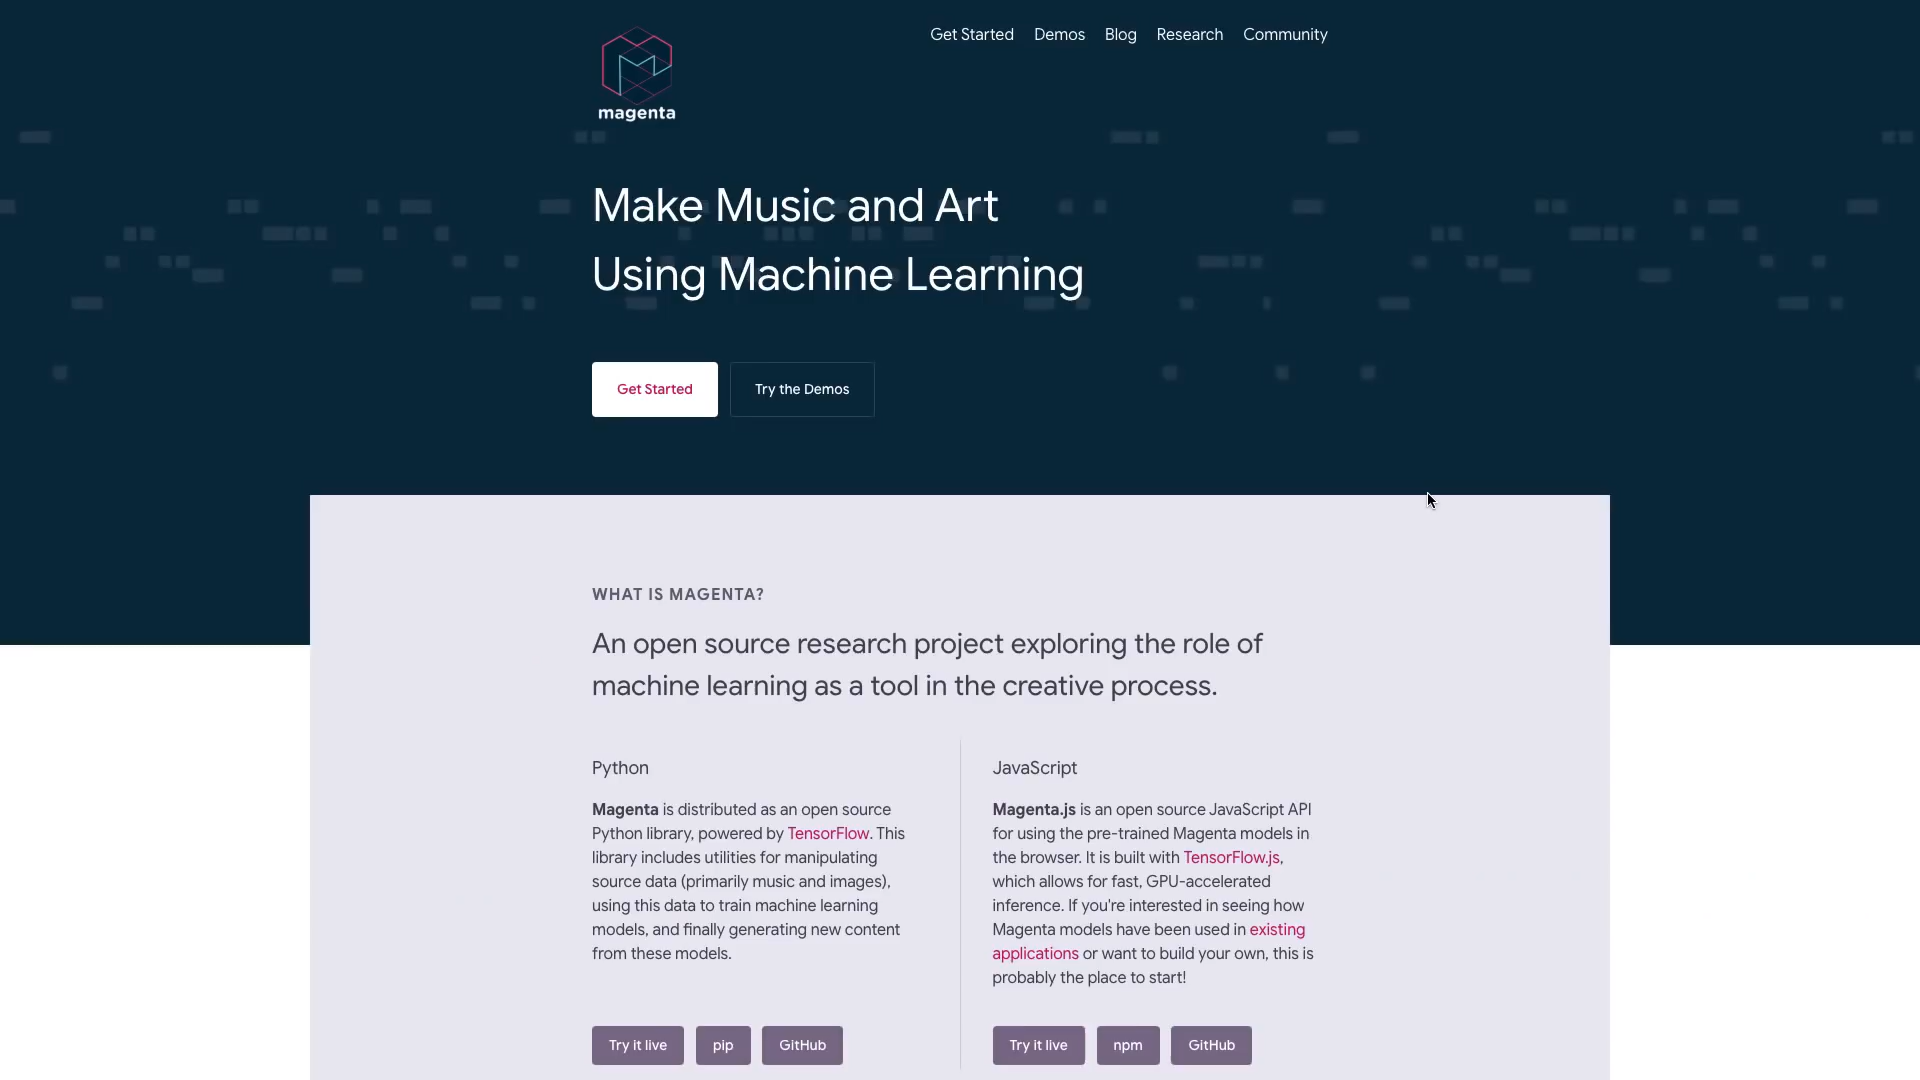 Get Started Demos Blog Research Community
magenta
Make Music and Art
Using Machine Learning
Get Started Try the Demos
WHAT IS MAGENTA?
An open source research project exploring the role of
machine learning as a tool in the creative process.
Python
Magenta is distributed as an open source
Python library, powered by TensorFlow. This
library includes utilities for manipulating
source data (primarily music and images),
using this data to train machine learning
models, and finally generating new content
from these models.
Try it live pip GitHub
JavaScript
Magenta.js is an open source JavaScript API
for using the pre-trained Magenta models in
the browser. It is built with TensorFlow.js,
which allows for fast, GPU-accelerated
inference. If you're interested in seeing how
Magenta models have been used in existing
applications or want to build your own, this is
probably the place to start!
Try it live npm GitHub